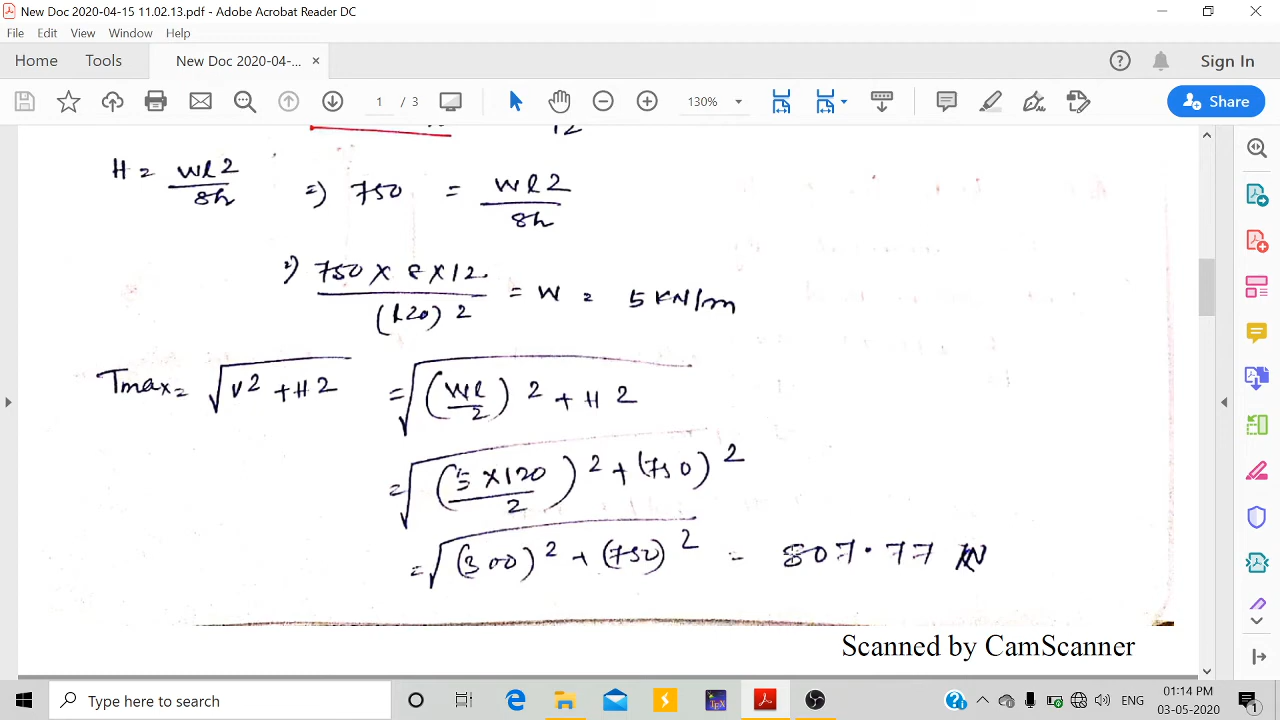 New Doc 2020-04-15 11.02.13.pdf - Adobe Acrobat Reader DC
File Edit View Window Help
Home Tools New Doc 2020-04-... × Sign In
1 / 3 130% Share
12
H = wl2/8h => 750 = wl2/8h
=) 750 x 8 x 12/(120)2 = w = 5 KN/m
Tmax = √V2 + H2 = √(wl/2)2 + H2
= √(5 x 120/2)2 + (750)2
= √(300)2 + (750)2 = 807.77 KN
Scanned by CamScanner
Type here to search
ENG 01:14 PM
03-05-2020